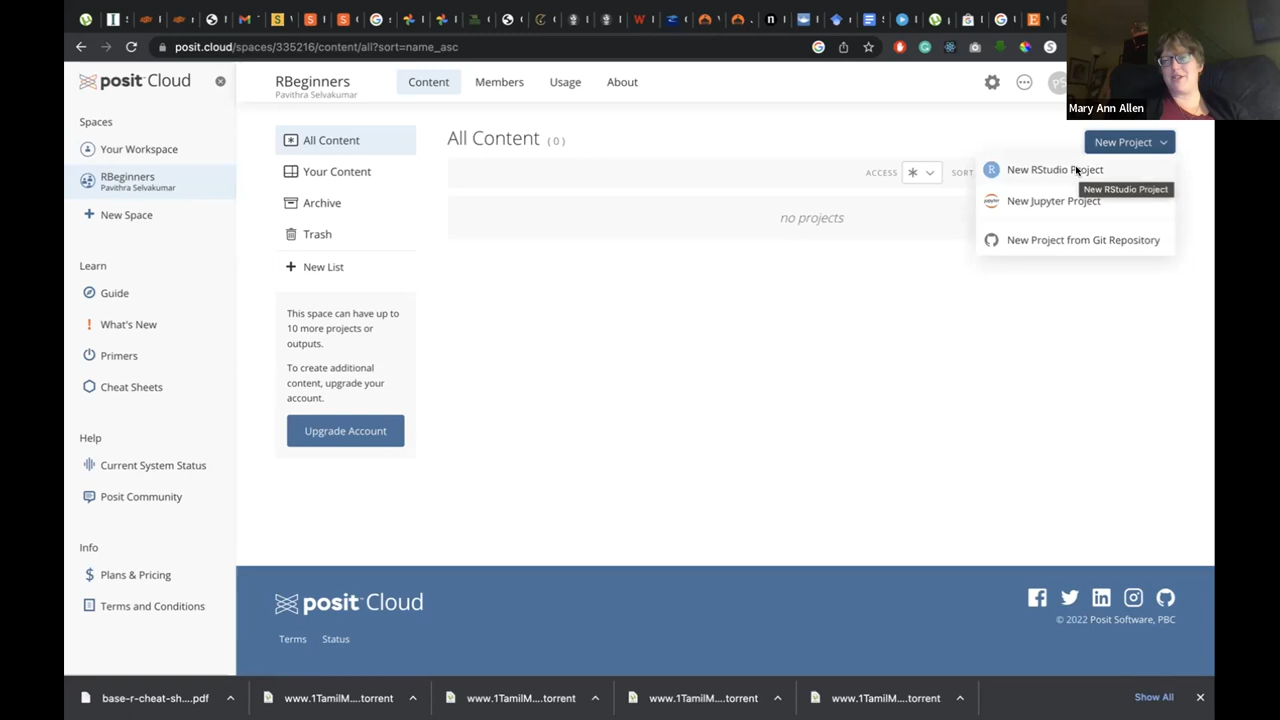 posit.cloud/spaces/335216/content/all?sort=name_asc
Mary Ann Allen
posit Cloud
Spaces
Your Workspace
RBeginners
Pavithra Selvakumar
New Space
Learn
Guide
What's New
Primers
Cheat Sheets
Help
Current System Status
Posit Community
Info
Plans & Pricing
Terms and Conditions
RBeginners
Pavithra Selvakumar
Content
Members
Usage
About
PS
All Content
Your Content
Archive
Trash
New List
This space can have up to
10 more projects or
outputs.
To create additional
content, upgrade your
account.
Upgrade Account
All Content (0)
New Project
ACCESS
SORT
no projects
New RStudio Project
New RStudio Project
New Jupyter Project
New Project from Git Repository
posit Cloud
Terms
Status
© 2022 Posit Software, PBC
base-r-cheat-sh....pdf
www.1TamilM....torrent
www.1TamilM....torrent
www.1TamilM....torrent
www.1TamilM....torrent
Show All